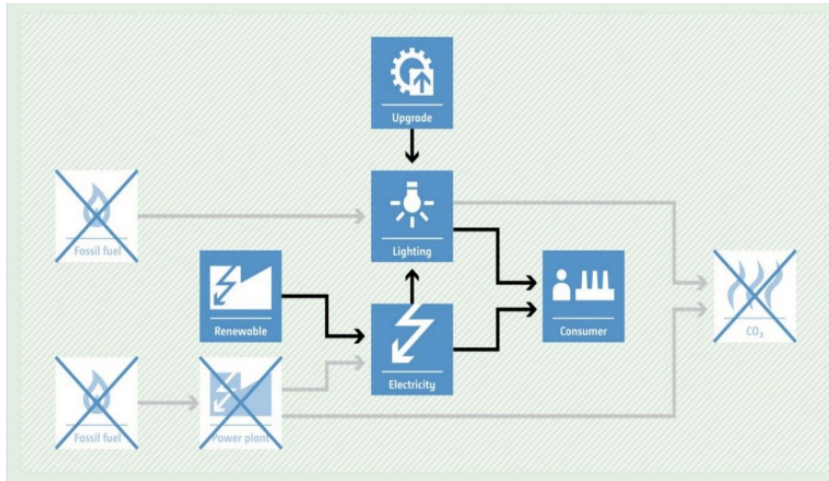 Upgrade
Fossil fuel
Lighting
Renewable
Consumer
CO₂
Electricity
Fossil fuel
Power plant